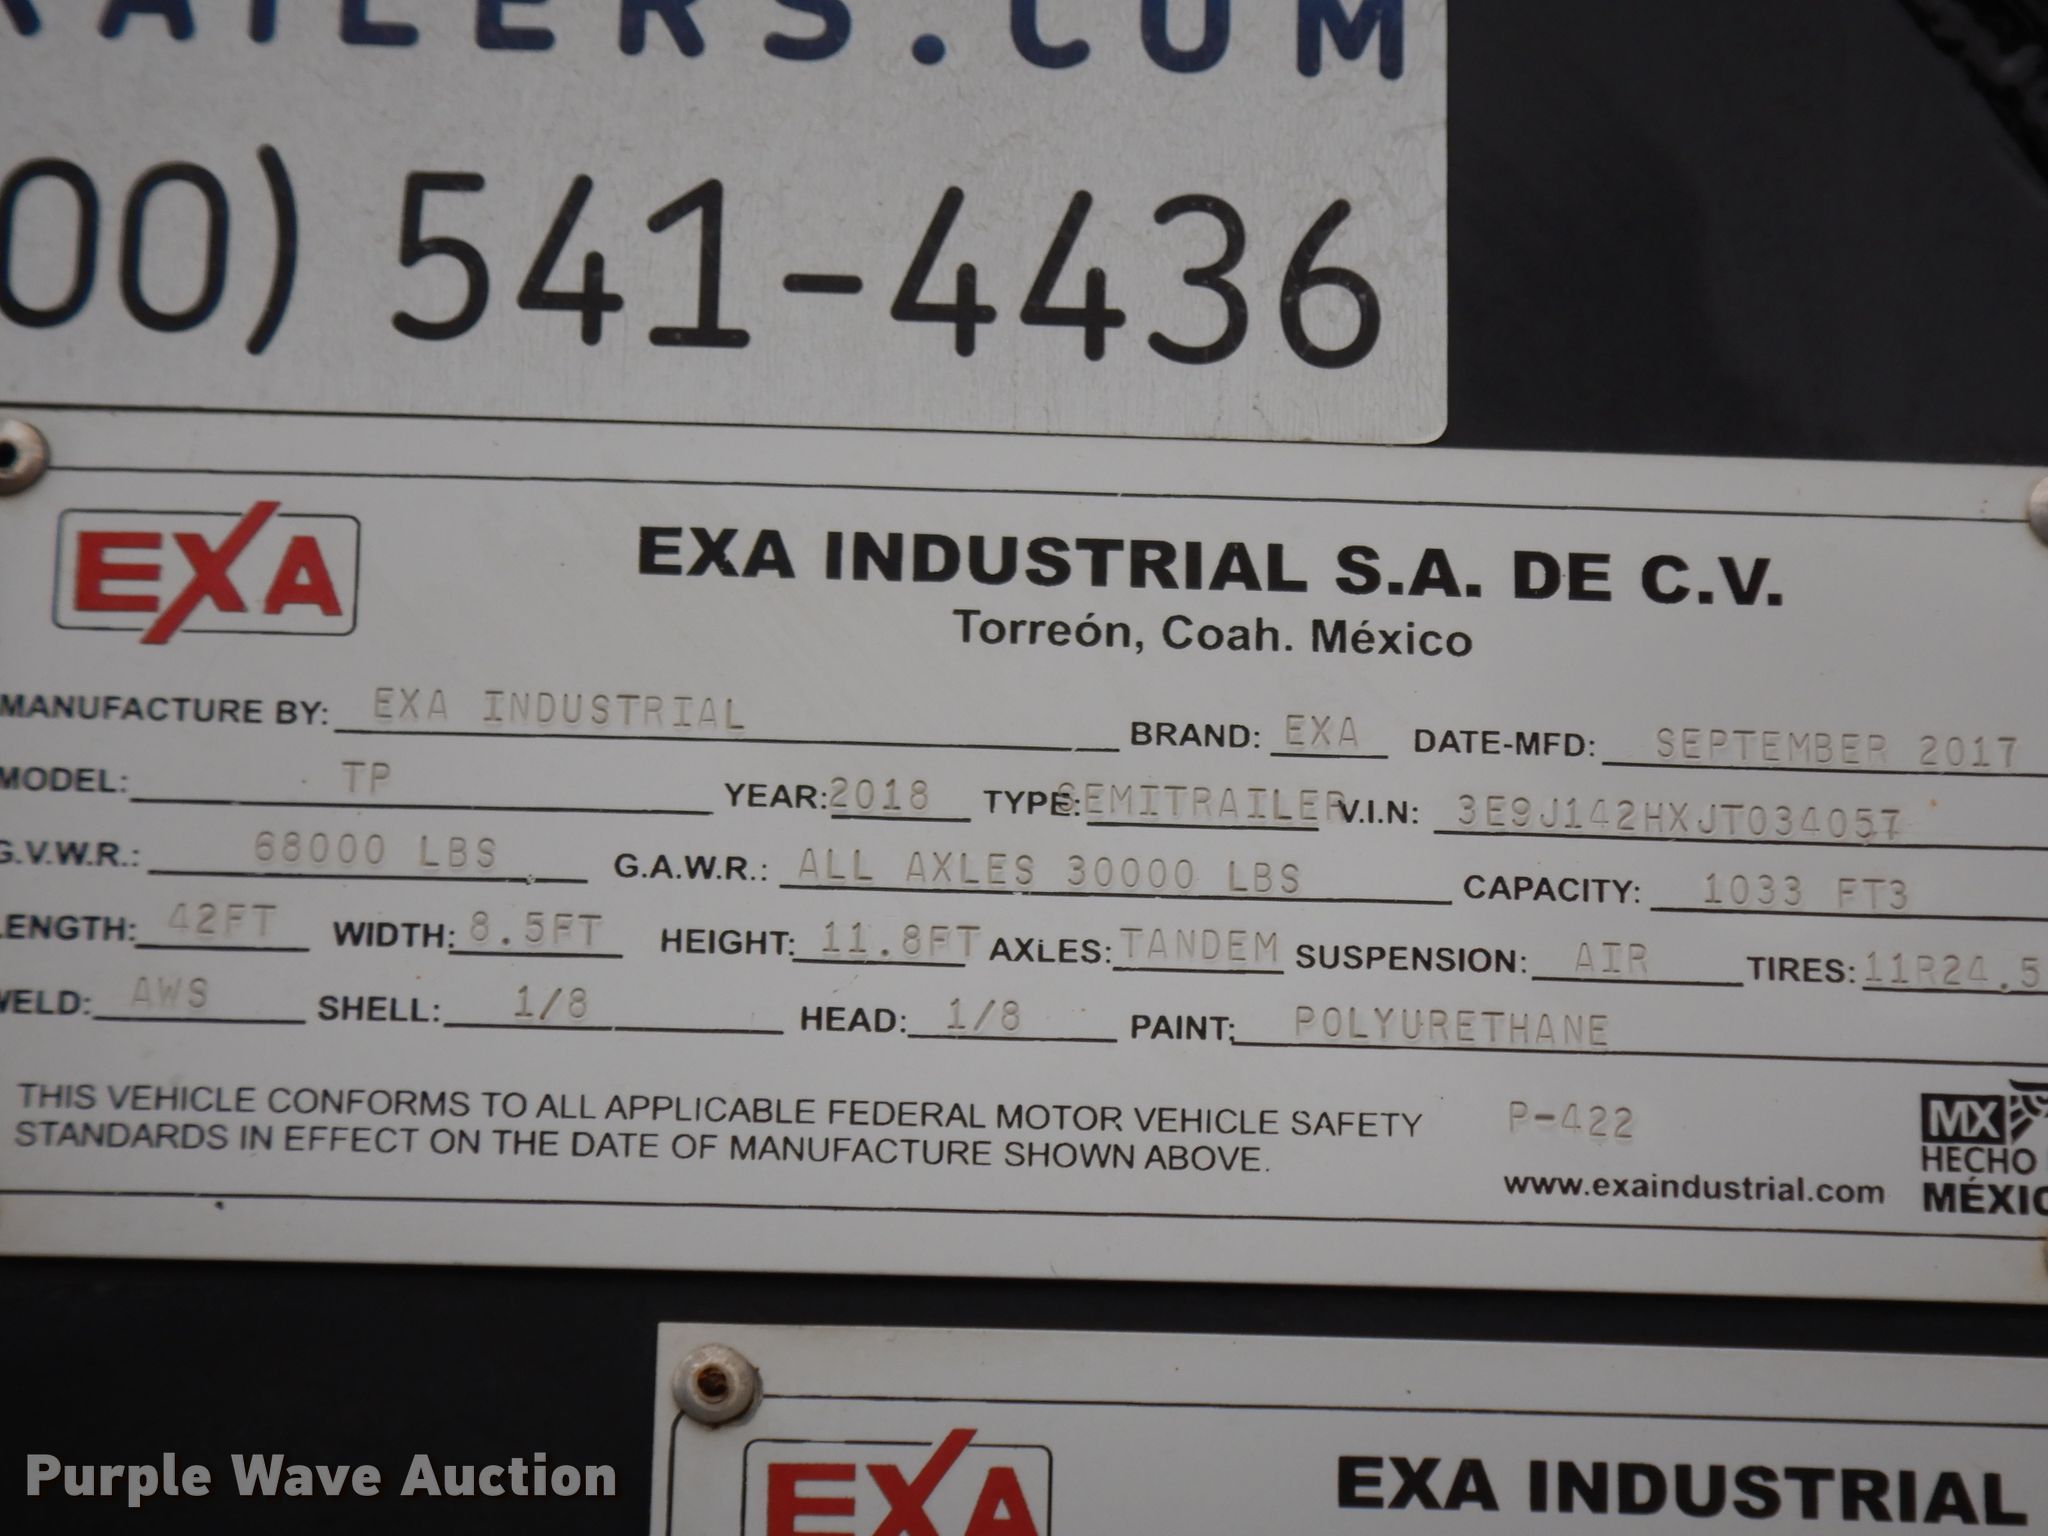 RAILERS.COM
00) 541-4436
EXA
EXA INDUSTRIAL S.A. DE C.V.
Torreón, Coah. México
MANUFACTURE BY: EXA INDUSTRIAL BRAND: EXA DATE-MFD: SEPTEMBER 2017
MODEL: TP YEAR: 2018 TYPE: SEMITRAILER V.I.N: 3E9J142HXJT034057
G.V.W.R.: 68000 LBS G.A.W.R.: ALL AXLES 30000 LBS CAPACITY: 1033 FT3
LENGTH: 42FT WIDTH: 8.5FT HEIGHT: 11.8FT AXLES: TANDEM SUSPENSION: AIR TIRES: 11R24.5
WELD: AWS SHELL: 1/8 HEAD: 1/8 PAINT: POLYURETHANE
THIS VEHICLE CONFORMS TO ALL APPLICABLE FEDERAL MOTOR VEHICLE SAFETY
STANDARDS IN EFFECT ON THE DATE OF MANUFACTURE SHOWN ABOVE.
P-422
www.exaindustrial.com
MX
HECHO
MÉXIC
EXA
EXA INDUSTRIAL
Purple Wave Auction